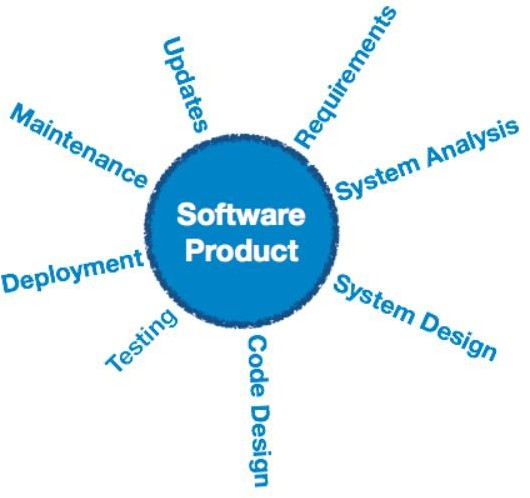 Software
Product
Requirements
System Analysis
System Design
Code Design
Testing
Deployment
Maintenance
Updates